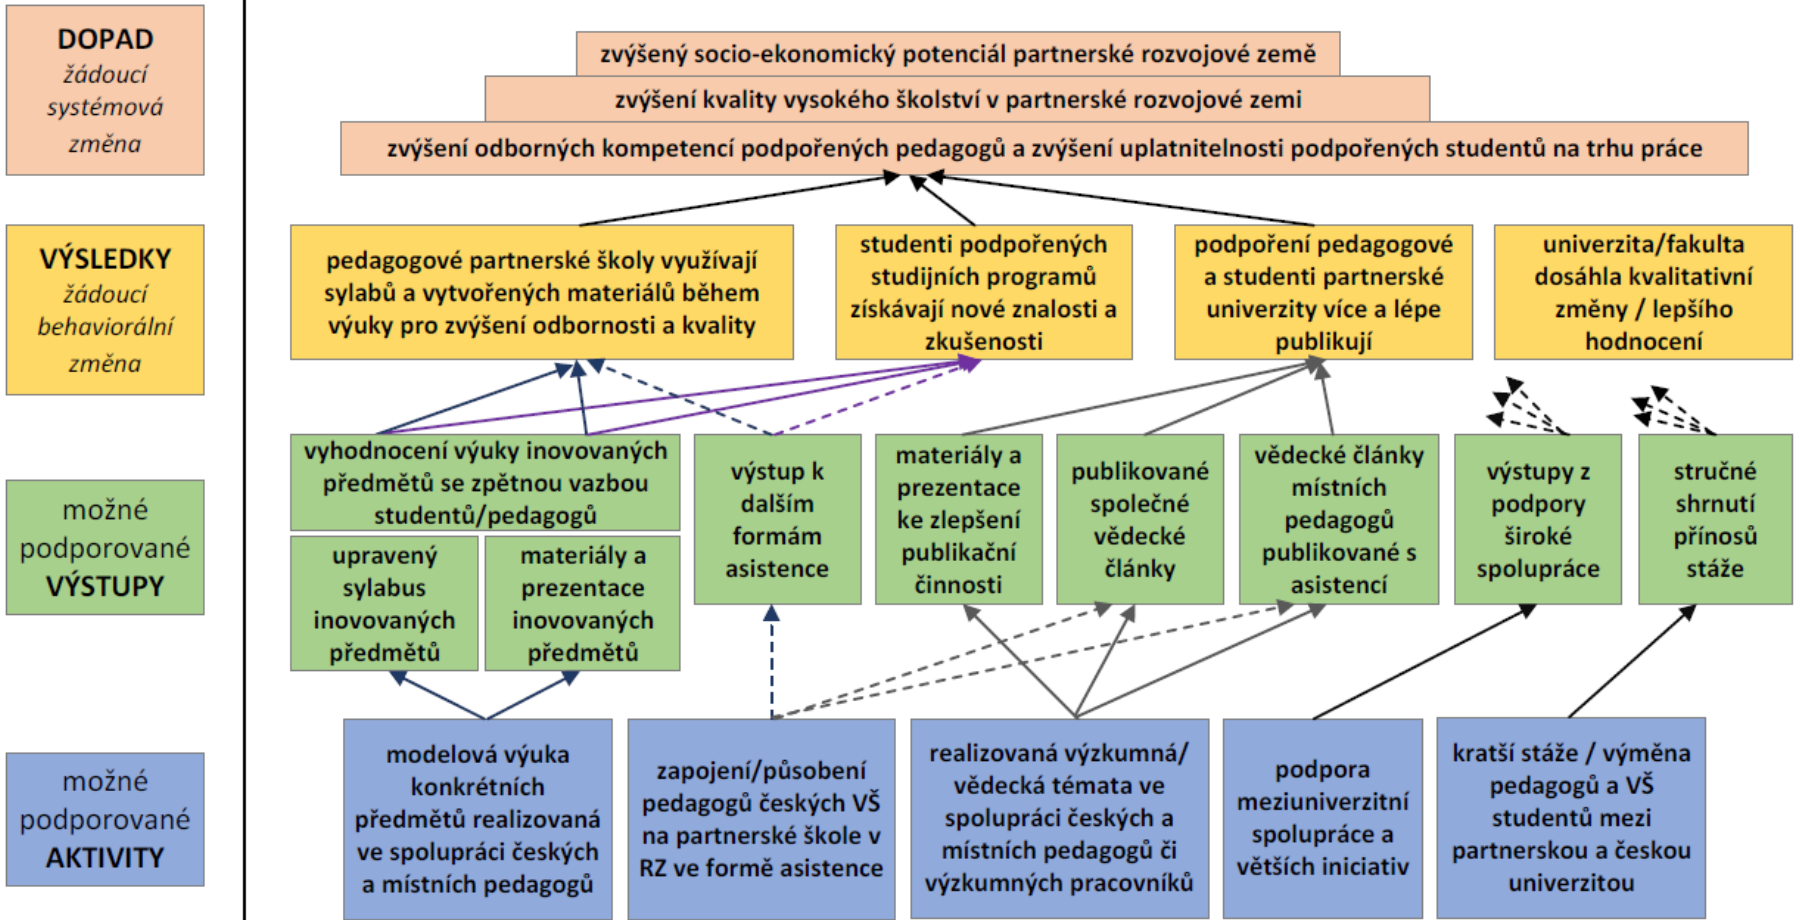 DOPAD
žádoucí
systémová
změna
zvýšený socio-ekonomický potenciál partnerské rozvojové země
zvýšení kvality vysokého školství v partnerské rozvojové zemi
zvýšení odborných kompetencí podpořených pedagogů a zvýšení uplatnitelnosti podpořených studentů na trhu práce
VÝSLEDKY
žádoucí
behaviorální
změna
pedagogové partnerské školy využívají
sylabů a vytvořených materiálů během
výuky pro zvýšení odbornosti a kvality
studenti podpořených
studijních programů
získávají nové znalosti a
zkušenosti
podpoření pedagogové
a studenti partnerské
univerzity více a lépe
publikují
univerzita/fakulta
dosáhla kvalitativní
změny / lepšího
hodnocení
možné
podporované
VÝSTUPY
vyhodnocení výuky inovovaných
předmětů se zpětnou vazbou
studentů/pedagogů
upravený
sylabus
inovovaných
předmětů
materiály a
prezentace
inovovaných
předmětů
výstup k
dalším
formám
asistence
materiály a
prezentace
ke zlepšení
publikační
činnosti
publikované
společné
vědecké
články
vědecké články
místních
pedagogů
publikované s
asistencí
výstupy z
podpory
široké
spolupráce
stručné
shrnutí
přínosů
stáže
možné
podporované
AKTIVITY
modelová výuka
konkrétních
předmětů realizovaná
ve spolupráci českých
a místních pedagogů
zapojení/působení
pedagogů českých VŠ
na partnerské škole v
RZ ve formě asistence
realizovaná výzkumná/
vědecká témata ve
spolupráci českých a
místních pedagogů či
výzkumných pracovníků
podpora
meziuniverzitní
spolupráce a
větších iniciativ
kratší stáže / výměna
pedagogů a VŠ
studentů mezi
partnerskou a českou
univerzitou